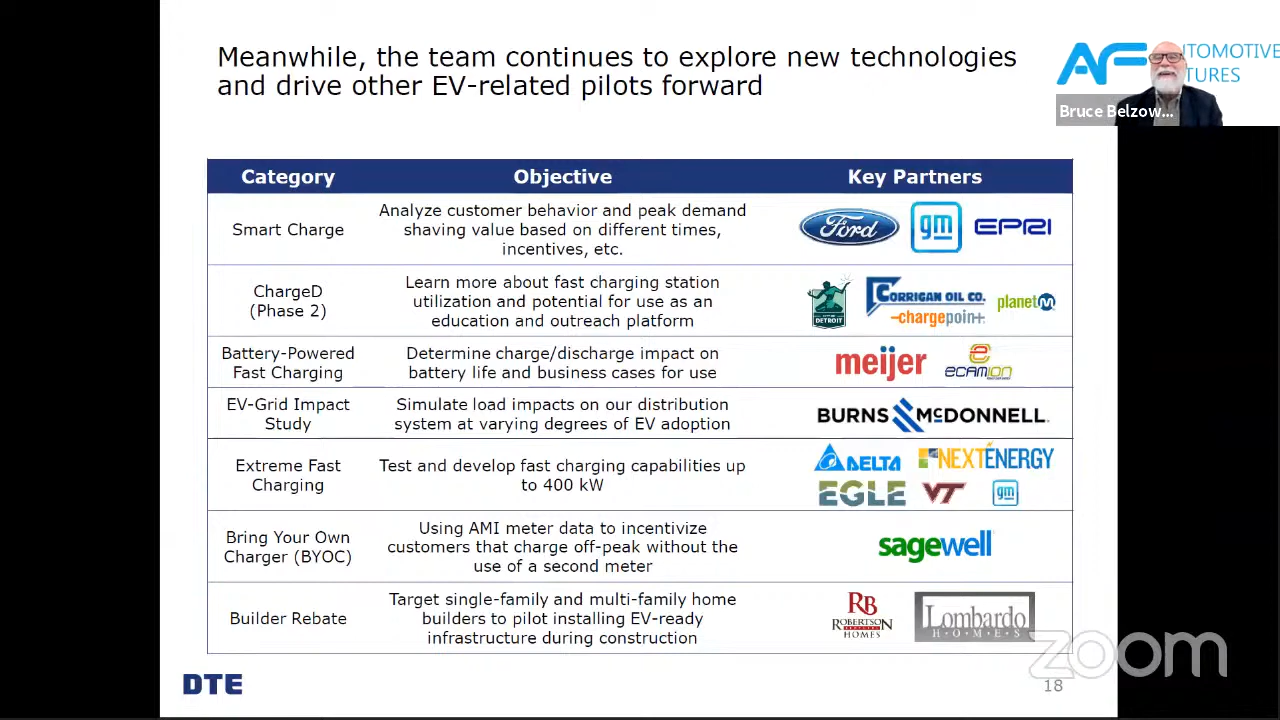 Meanwhile, the team continues to explore new technologies
and drive other EV-related pilots forward
AF AUTOMOTIVE
FUTURES
Bruce Belzow...
Category Objective Key Partners
Smart Charge
Analyze customer behavior and peak demand
shaving value based on different times,
incentives, etc.
Ford gm EPRI
ChargeD
(Phase 2)
Learn more about fast charging station
utilization and potential for use as an
education and outreach platform
DETROIT
CORRIGAN OIL CO.
-chargepoin+.
planetM
Battery-Powered
Fast Charging
Determine charge/discharge impact on
battery life and business cases for use
meijer ecamion
EV-Grid Impact
Study
Simulate load impacts on our distribution
system at varying degrees of EV adoption
BURNS McDONNELL.
Extreme Fast
Charging
Test and develop fast charging capabilities up
to 400 kW
DELTA NEXTENERGY
EGLE VT gm
Bring Your Own
Charger (BYOC)
Using AMI meter data to incentivize
customers that charge off-peak without the
use of a second meter
sagewell
Builder Rebate
Target single-family and multi-family home
builders to pilot installing EV-ready
infrastructure during construction
RB
ROBERTSON
HOMES
Lombardo
HOMES
zoom
DTE
18